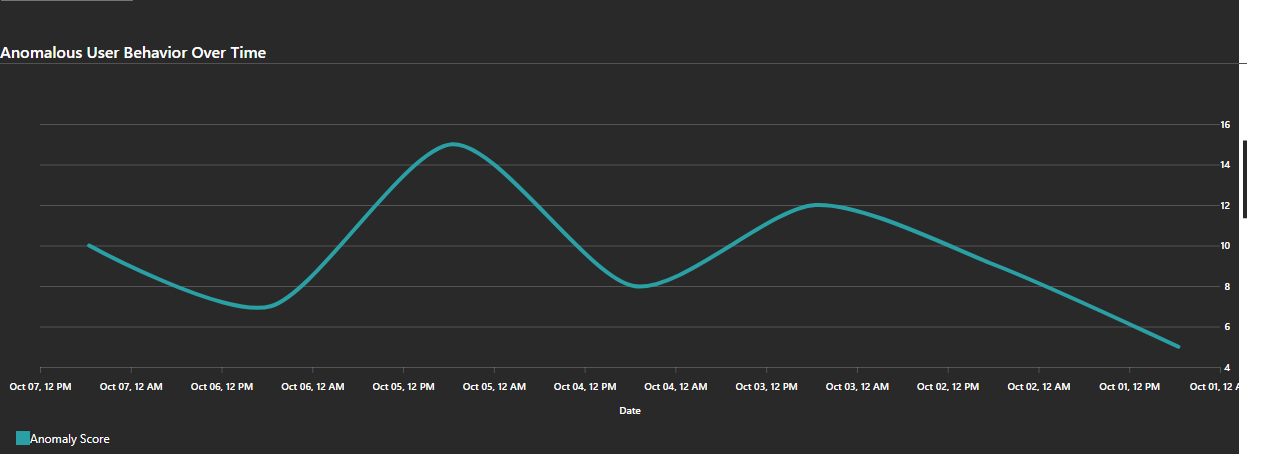 Anomalous User Behavior Over Time
16
14
12
10
8
6
4
Oct 07, 12 PM Oct 07, 12 AM Oct 06, 12 PM Oct 06, 12 AM Oct 05, 12 PM Oct 05, 12 AM Oct 04, 12 PM Oct 04, 12 AM Oct 03, 12 PM Oct 03, 12 AM Oct 02, 12 PM Oct 02, 12 AM Oct 01, 12 PM Oct 01, 12 A
Date
Anomaly Score